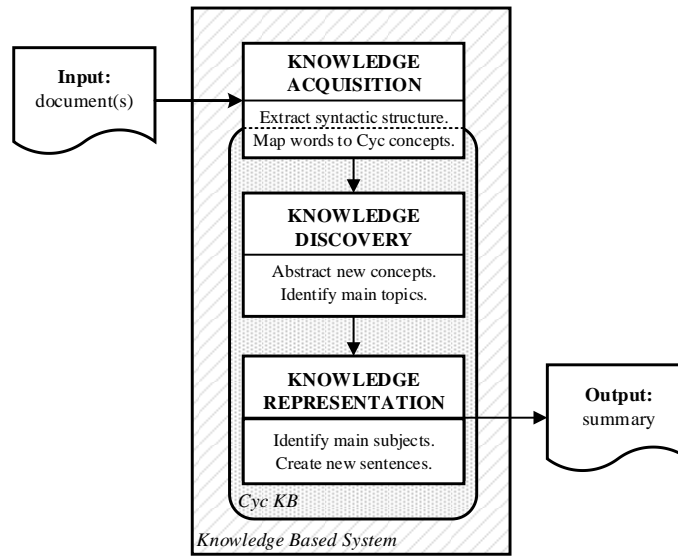 KNOWLEDGE
ACQUISITION
Input:
document(s)
Extract syntactic structure.
Map words to Cyc concepts.
KNOWLEDGE
DISCOVERY
Abstract new concepts.
Identify main topics.
KNOWLEDGE
REPRESENTATION
Output:
summary
Identify main subjects.
Create new sentences.
Cyc KB
Knowledge Based System